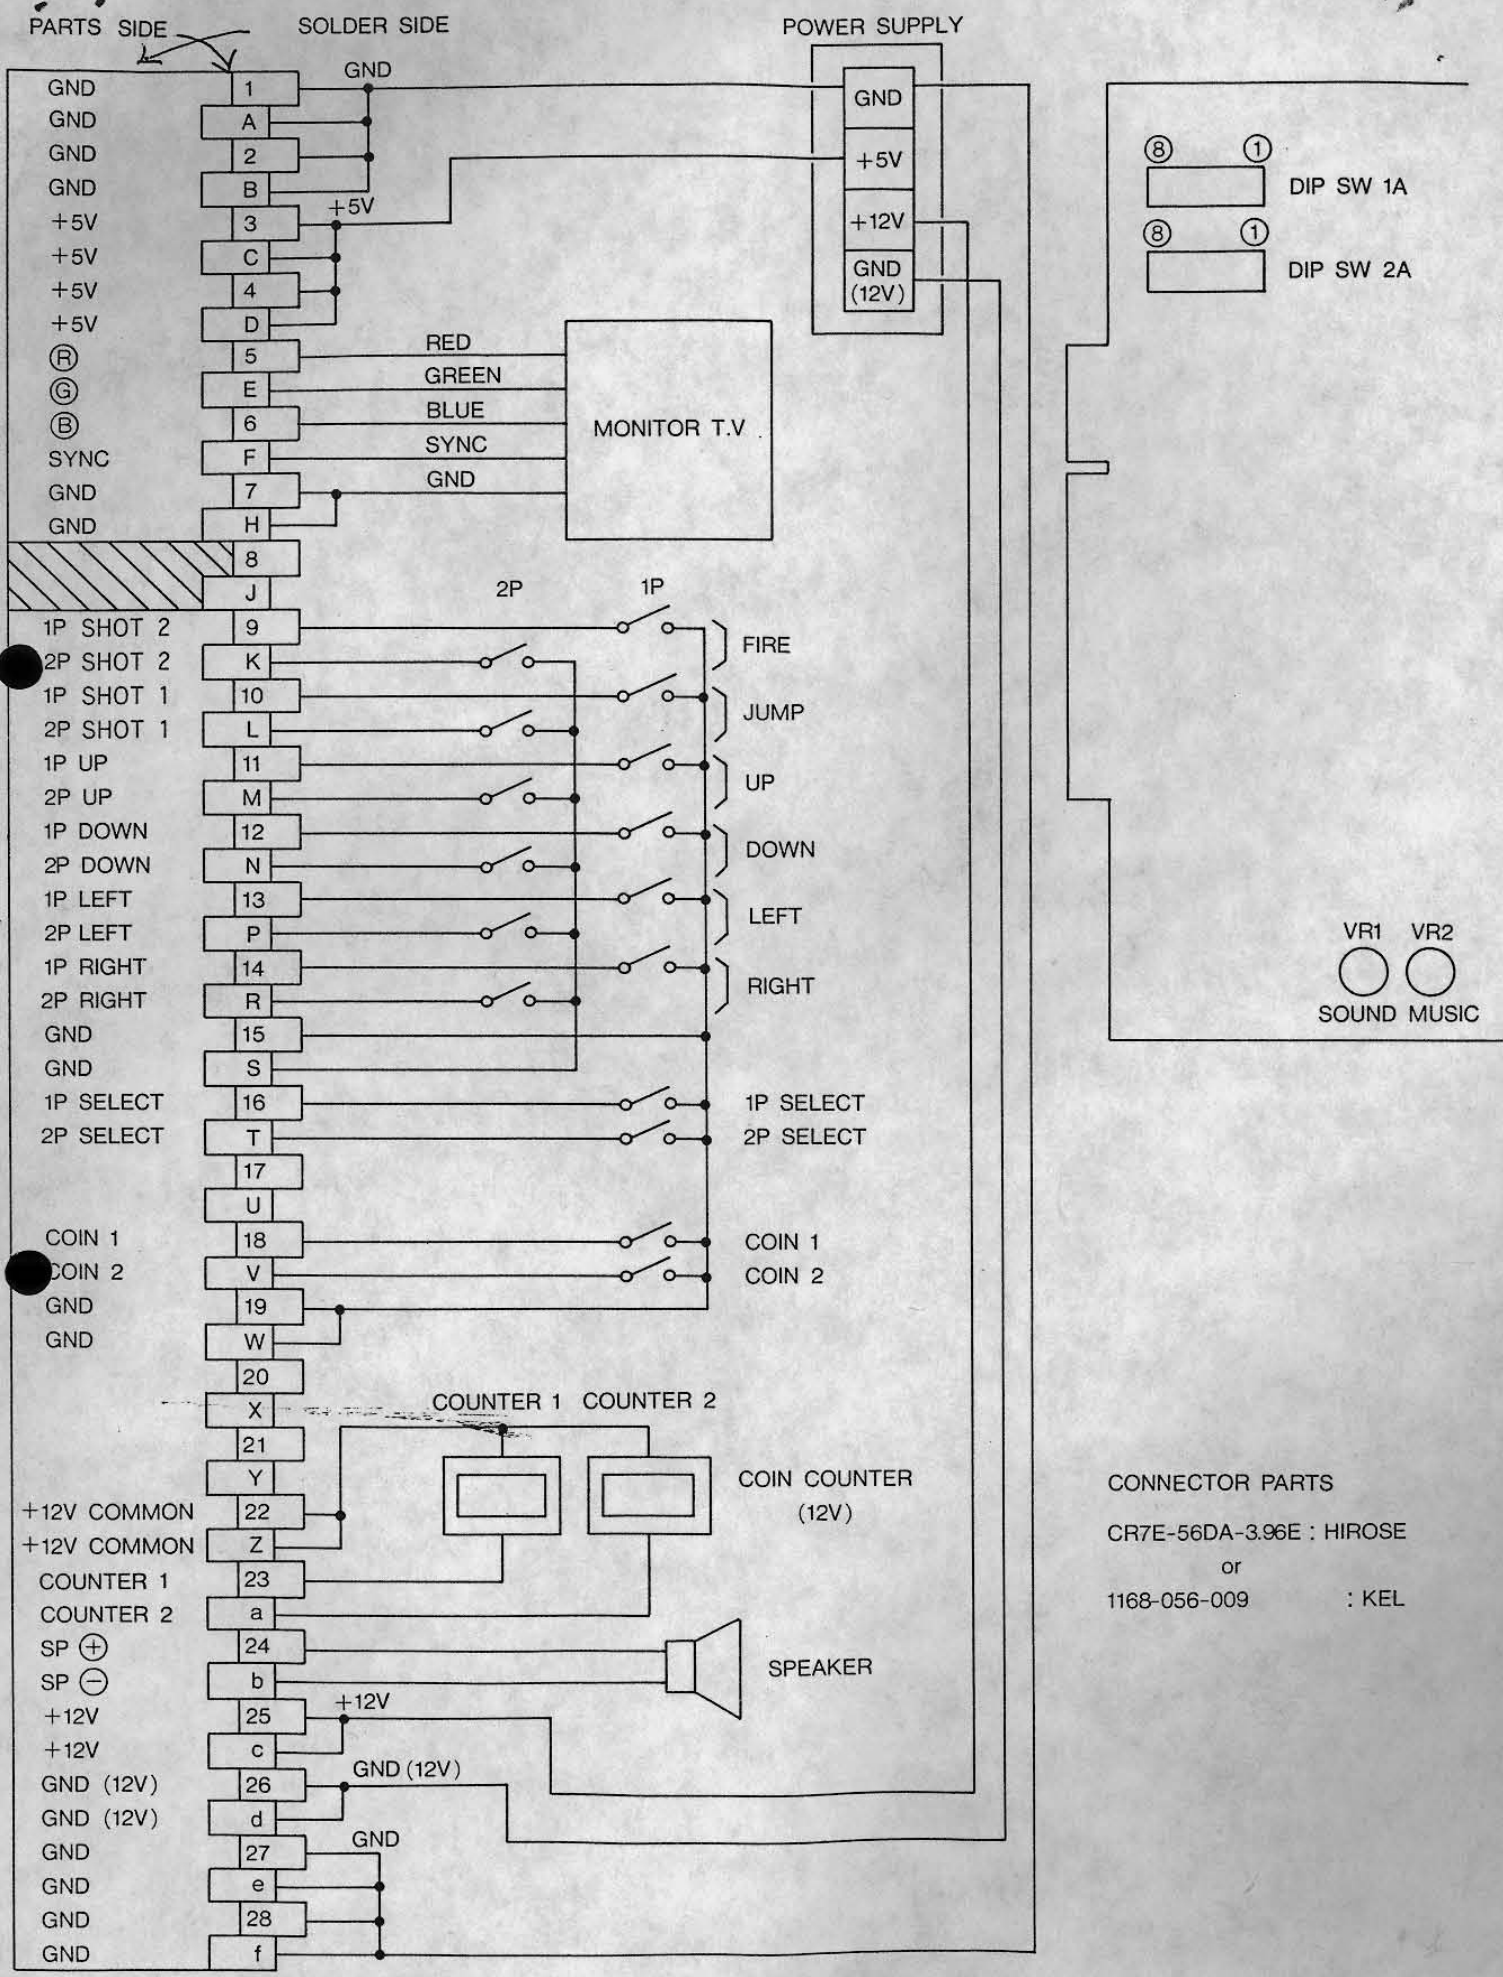 PARTS SIDE SOLDER SIDE POWER SUPPLY
GND 1 GND GND
GND A
GND 2 +5V
GND B
+5V 3 +5V +12V
+5V C
+5V 4 GND
(12V)
+5V D
8 1
DIP SW 1A
8 1
DIP SW 2A
R 5 RED
G E GREEN
B 6 BLUE MONITOR T.V
SYNC F SYNC
GND 7 GND
GND H
8
J 2P 1P
1P SHOT 2 9
2P SHOT 2 K FIRE
1P SHOT 1 10
2P SHOT 1 L JUMP
1P UP 11
2P UP M UP
1P DOWN 12
2P DOWN N DOWN
1P LEFT 13
2P LEFT P LEFT
1P RIGHT 14
2P RIGHT R RIGHT
GND 15
GND S
VR1 VR2
SOUND MUSIC
1P SELECT 16 1P SELECT
2P SELECT T 2P SELECT
17
U
COIN 1 18 COIN 1
COIN 2 V COIN 2
GND 19
GND W
20
X COUNTER 1 COUNTER 2
21
Y COIN COUNTER
(12V)
+12V COMMON 22
+12V COMMON Z
COUNTER 1 23
COUNTER 2 a
SP + 24
SP − b SPEAKER
+12V 25 +12V
+12V c
GND (12V) 26 GND (12V)
GND (12V) d
GND 27 GND
GND e
GND 28
GND f
CONNECTOR PARTS
CR7E-56DA-3.96E : HIROSE
or
1168-056-009 : KEL